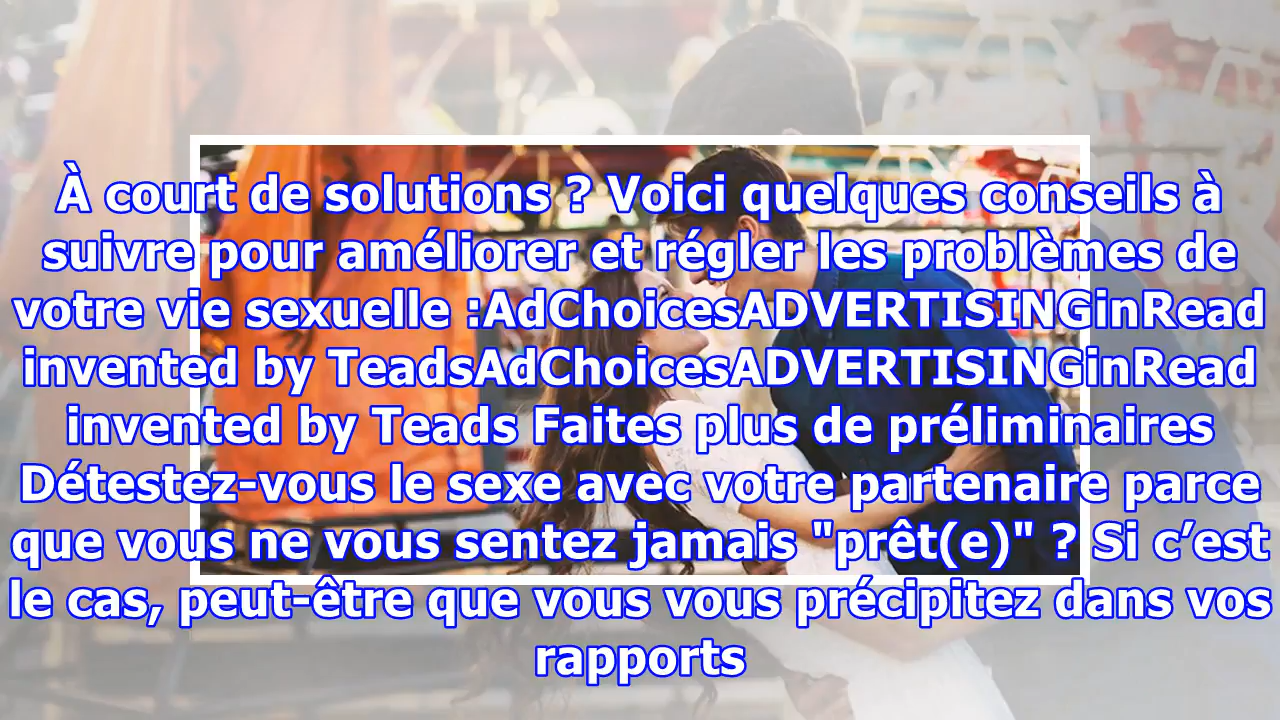 À court de solutions ? Voici quelques conseils à
suivre pour améliorer et régler les problèmes de
votre vie sexuelle :AdChoicesADVERTISINGinRead
invented by TeadsAdChoicesADVERTISINGinRead
invented by Teads Faites plus de préliminaires
Détestez-vous le sexe avec votre partenaire parce
que vous ne vous sentez jamais "prêt(e)" ? Si c’est
le cas, peut-être que vous vous précipitez dans vos
rapports